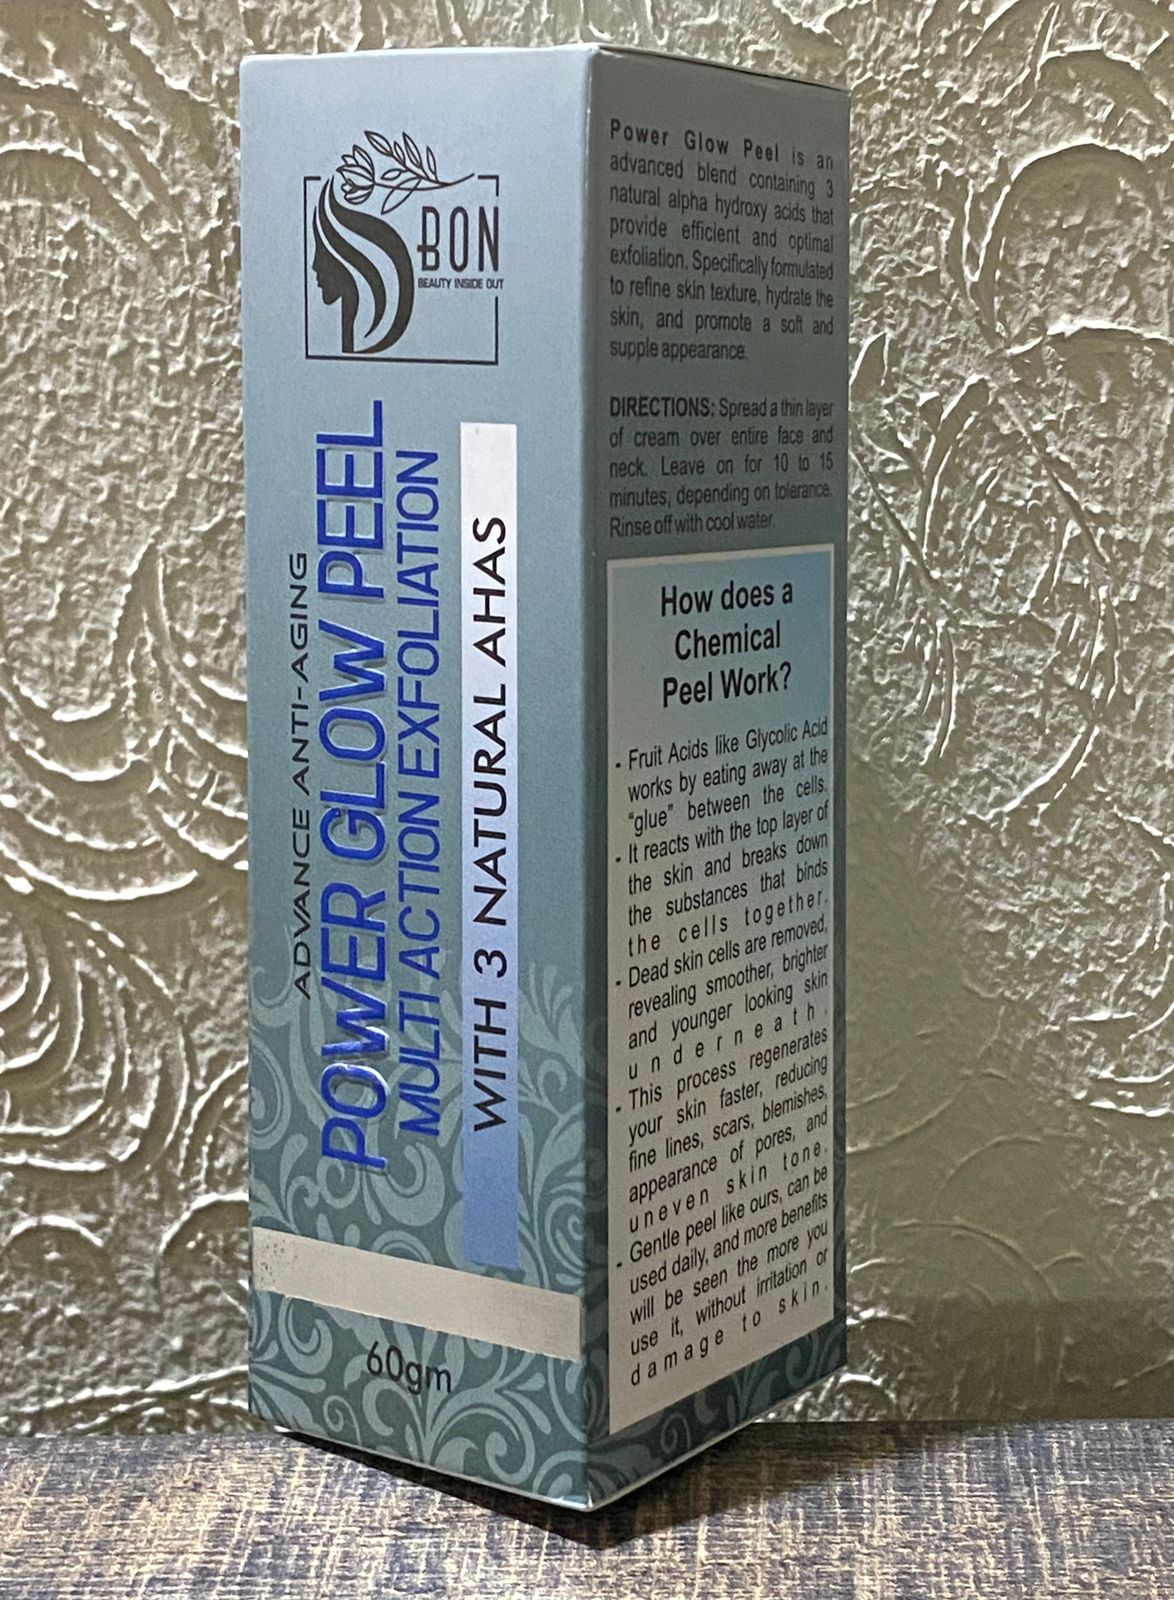 BON
BEAUTY INSIDE OUT
ADVANCE ANTI-AGING
POWER GLOW PEEL
MULTI ACTION EXFOLIATION
WITH 3 NATURAL AHAS
60gm
Power Glow Peel is an
advanced blend containing 3
natural alpha hydroxy acids that
provide efficient and optimal
exfoliation. Specifically formulated
to refine skin texture, hydrate the
skin, and promote a soft and
supple appearance.
DIRECTIONS: Spread a thin layer
of cream over entire face and
neck. Leave on for 10 to 15
minutes, depending on tolerance.
Rinse off with cool water.
How does a
Chemical
Peel Work?
- Fruit Acids like Glycolic Acid
works by eating away at the
"glue" between the cells.
- It reacts with the top layer of
the skin and breaks down
the substances that binds
the cells together.
- Dead skin cells are removed,
revealing smoother, brighter
and younger looking skin
underneath.
- This process regenerates
your skin faster, reducing
fine lines, scars, blemishes,
appearance of pores, and
uneven skin tone.
- Gentle peel like ours, can be
used daily, and more benefits
will be seen the more you
use it, without irritation or
damage to skin.